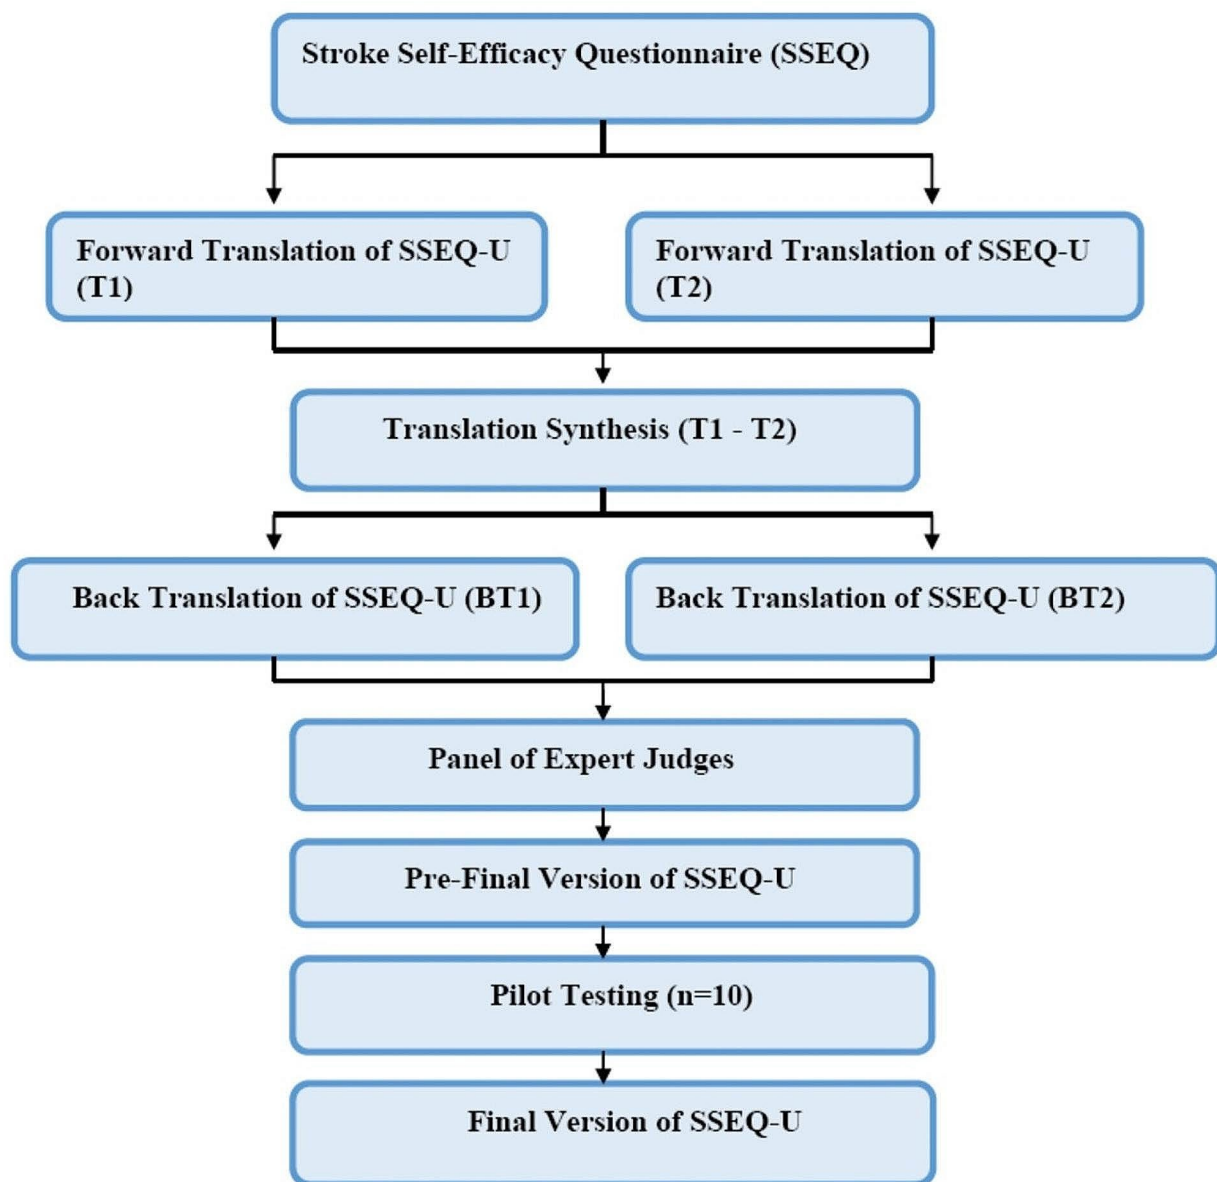 Stroke Self-Efficacy Questionnaire (SSEQ)
Forward Translation of SSEQ-U
(T1)
Forward Translation of SSEQ-U
(T2)
Translation Synthesis (T1 - T2)
Back Translation of SSEQ-U (BT1)
Back Translation of SSEQ-U (BT2)
Panel of Expert Judges
Pre-Final Version of SSEQ-U
Pilot Testing (n=10)
Final Version of SSEQ-U